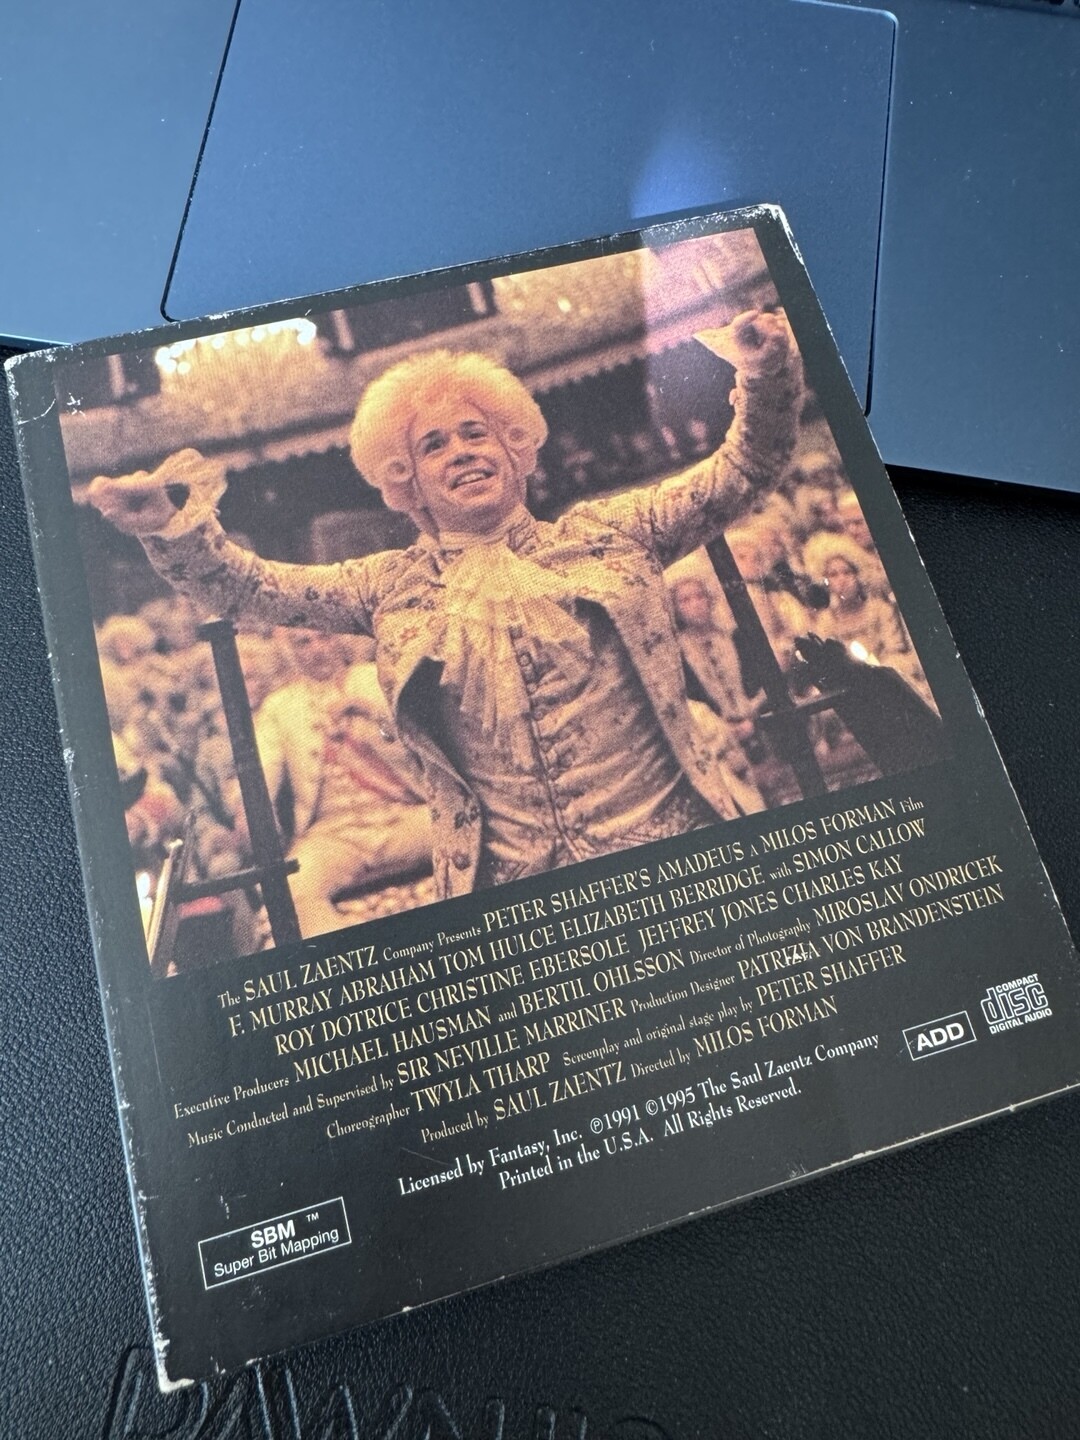 The SAUL ZAENTZ Company Presents PETER SHAFFER'S AMADEUS A MILOS FORMAN Film
F. MURRAY ABRAHAM TOM HULCE ELIZABETH BERRIDGE with SIMON CALLOW
ROY DOTRICE CHRISTINE EBERSOLE JEFFREY JONES CHARLES KAY
Executive Producers MICHAEL HAUSMAN and BERTIL OHLSSON Director of Photography MIROSLAV ONDRICEK
Music Conducted and Supervised by SIR NEVILLE MARRINER Production Designer PATRIZIA VON BRANDENSTEIN
Choreographer TWYLA THARP Screenplay and original stage play by PETER SHAFFER
Produced by SAUL ZAENTZ Directed by MILOS FORMAN
Licensed by Fantasy, Inc. ℗1991 ©1995 The Saul Zaentz Company
Printed in the U.S.A. All Rights Reserved.
ADD
COMPACT
disc
DIGITAL AUDIO
SBM ™
Super Bit Mapping